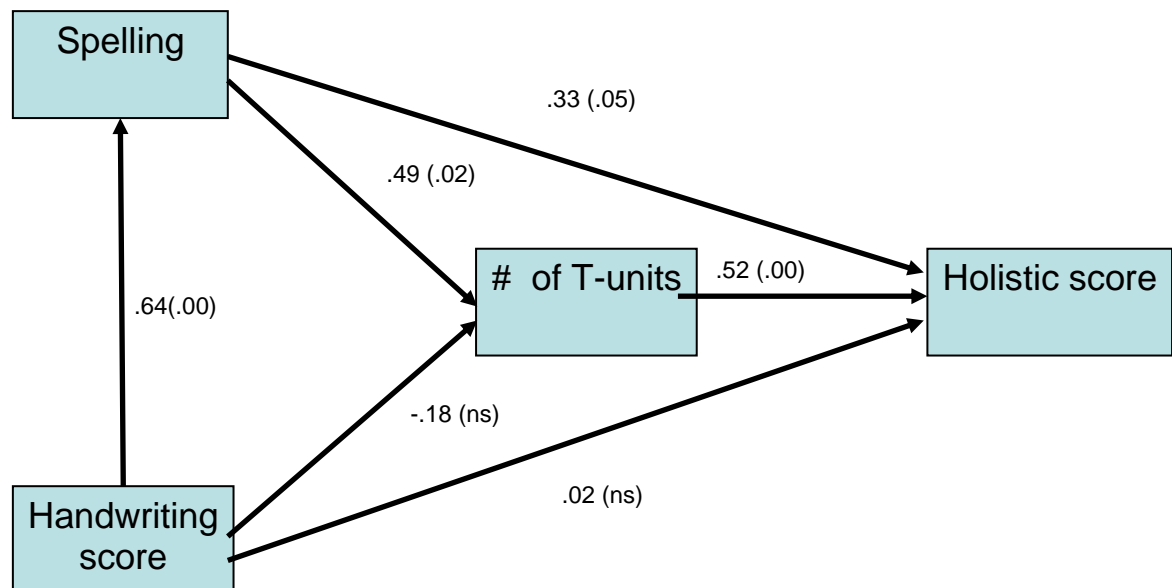 Spelling
.33 (.05)
.49 (.02)
# of T-units
.52 (.00)
Holistic score
.64(.00)
-.18 (ns)
.02 (ns)
Handwriting
score